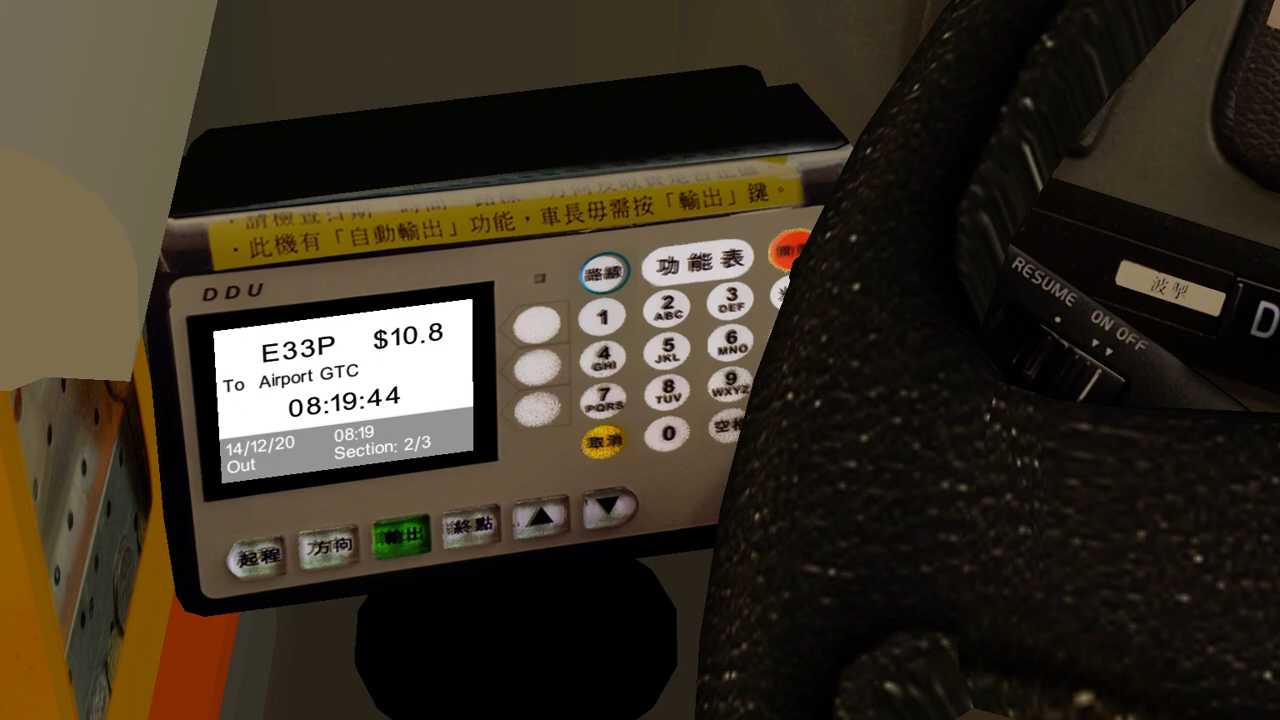 ·此機有「自動輸出」功能，車長毋需按「輸出」鍵。
DDU
E33P $10.8
To Airport GTC
08:19:44
14/12/20 08:19
Out Section: 2/3
路線 功能表
1 2 ABC 3 DEF
4 GHI 5 JKL 6 MNO
7 PQRS 8 TUV 9 WXYZ
取消 0
起程 方向 輸出 終點 ▲ ▼
RESUME
ON OFF
D